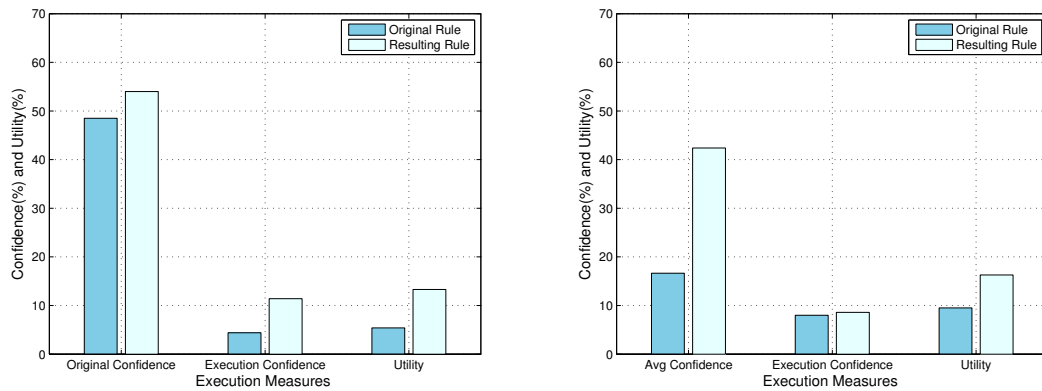 70
60
50
40
30
20
10
0
Confidence(%) and Utility(%)
Original Rule
Resulting Rule
Original Confidence
Execution Confidence
Utility
Execution Measures
70
60
50
40
30
20
10
0
Confidence(%) and Utility(%)
Original Rule
Resulting Rule
Avg Confidence
Execution Confidence
Utility
Execution Measures